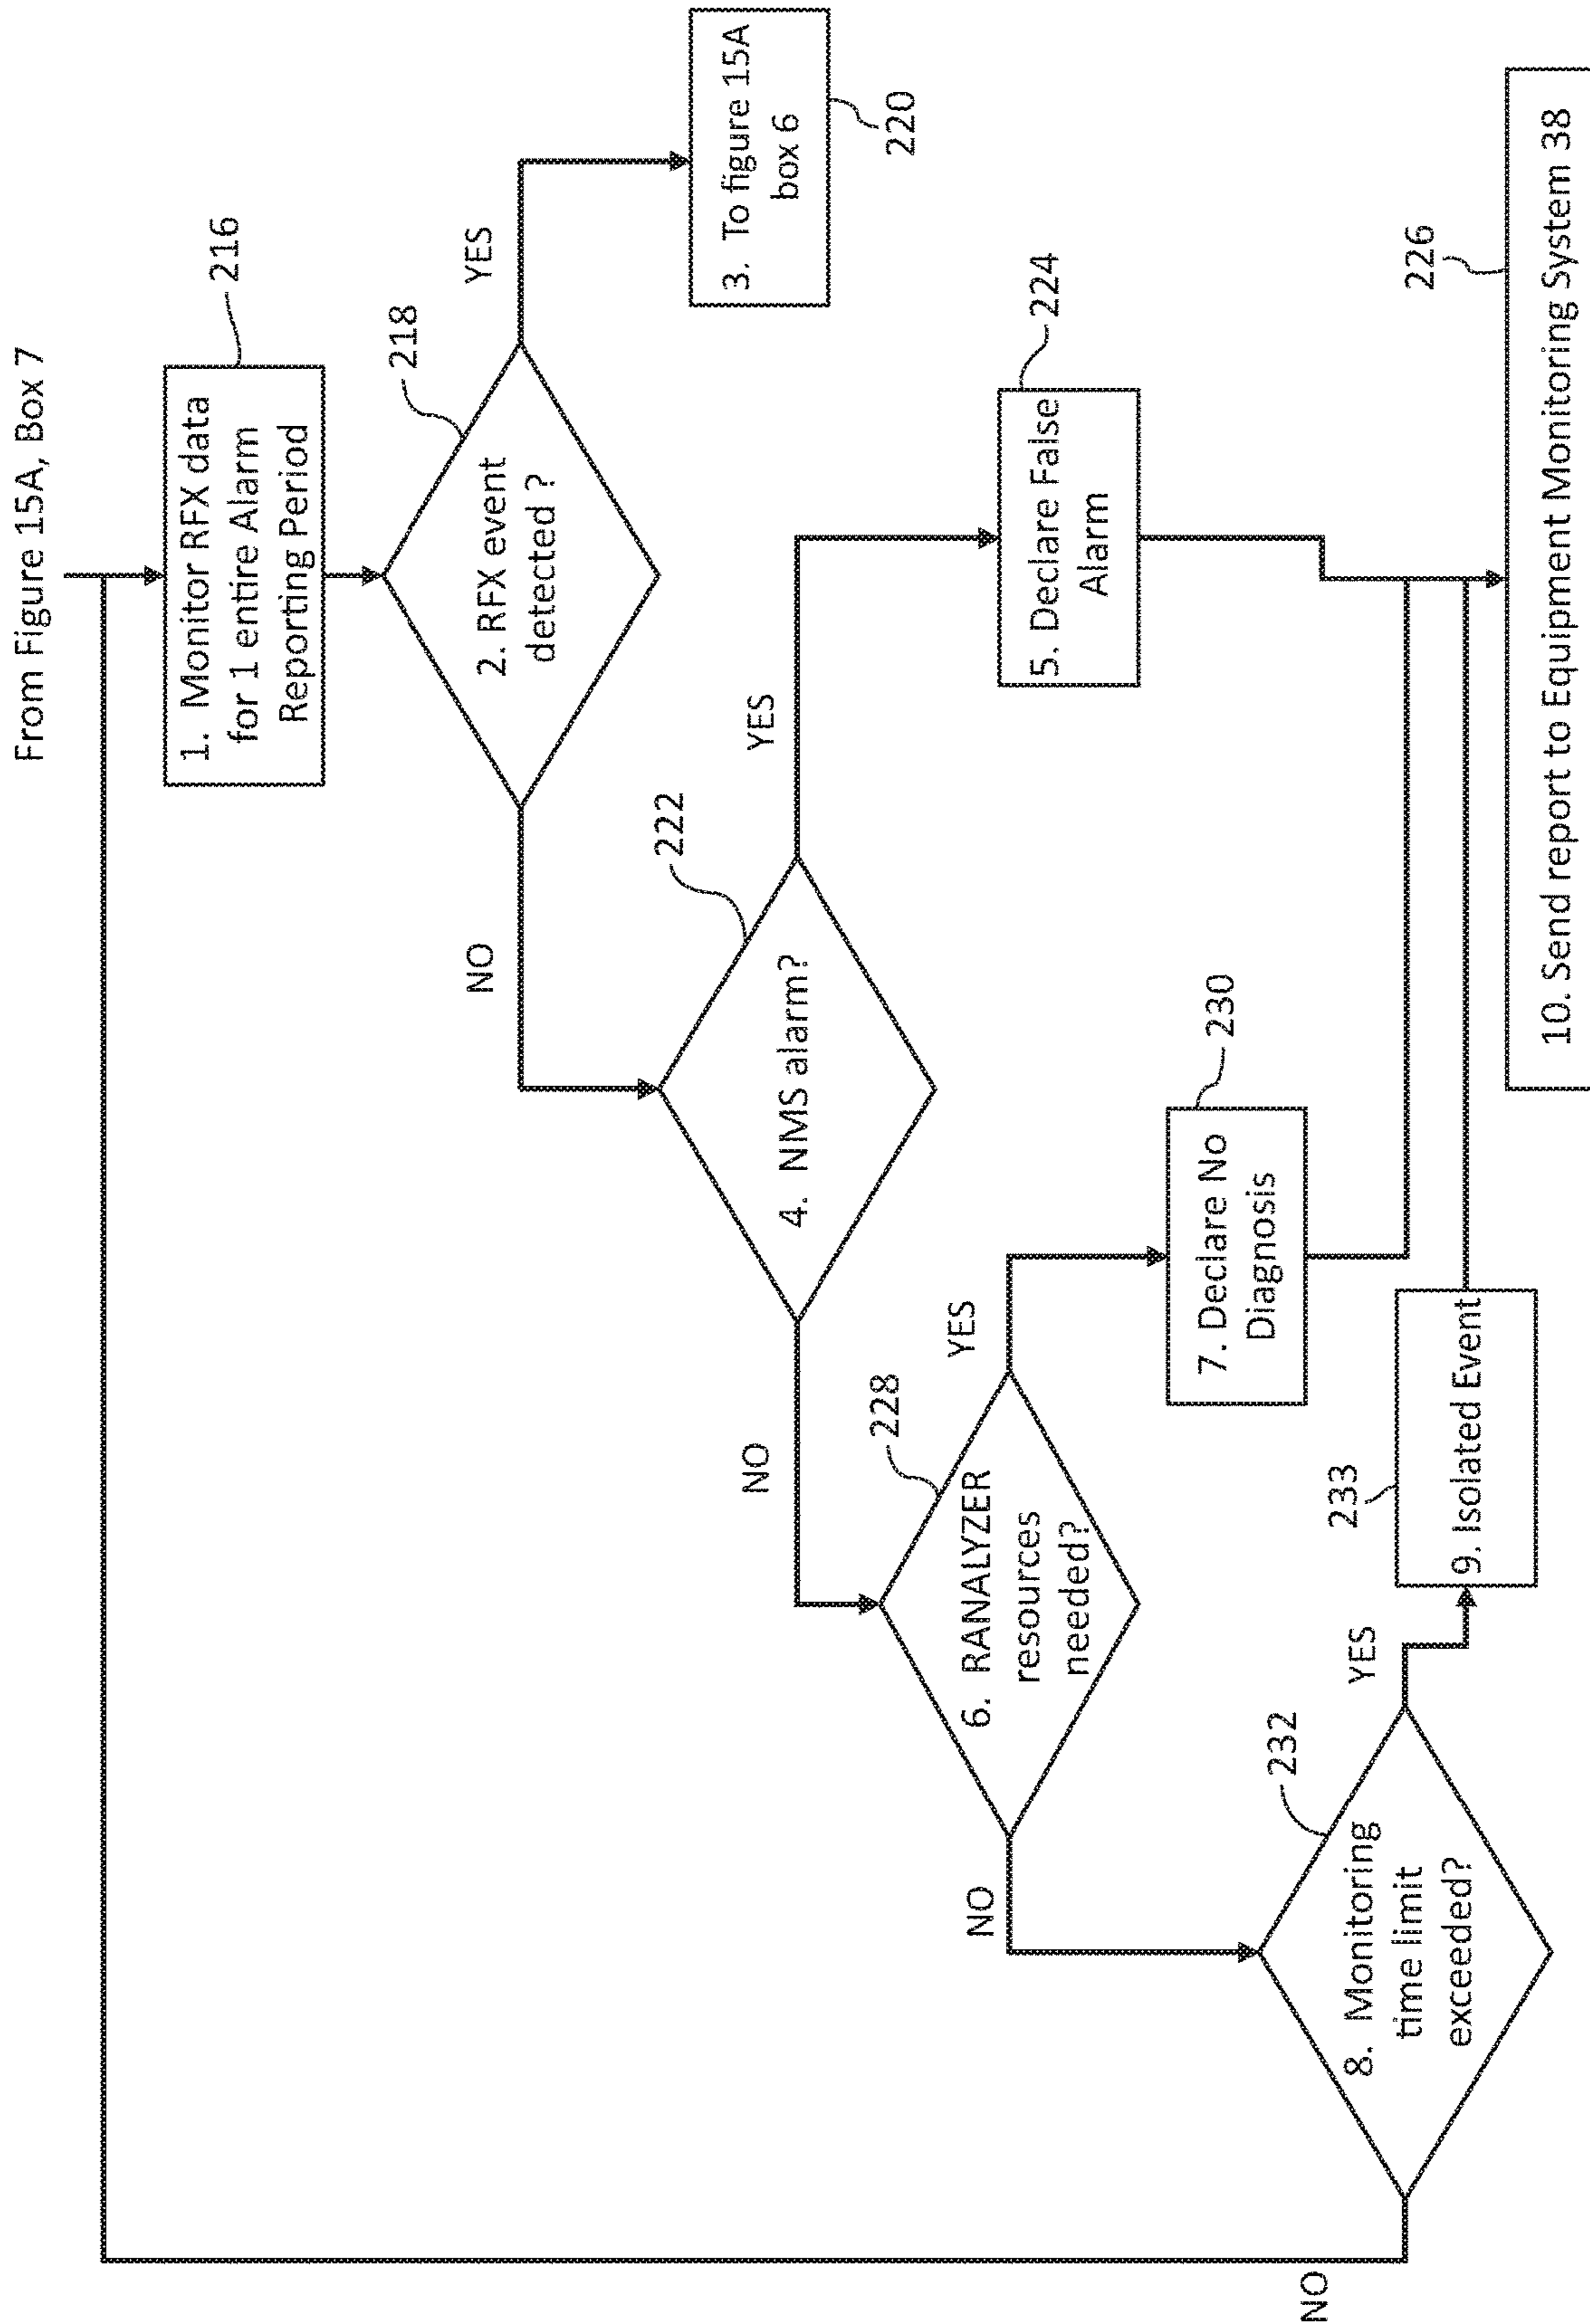 From Figure 15A, Box 7
216
1. Monitor RFX data
for 1 entire Alarm
Reporting Period
218
2. RFX event
detected ?
YES
NO
3. To figure 15A
box 6
220
222
4. NMS alarm?
YES
NO
224
5. Declare False
Alarm
228
6. RANALYZER
resources
needed?
YES
NO
230
7. Declare No
Diagnosis
232
8. Monitoring
time limit
exceeded?
YES
NO
233
9. Isolated Event
226
10. Send report to Equipment Monitoring System 38